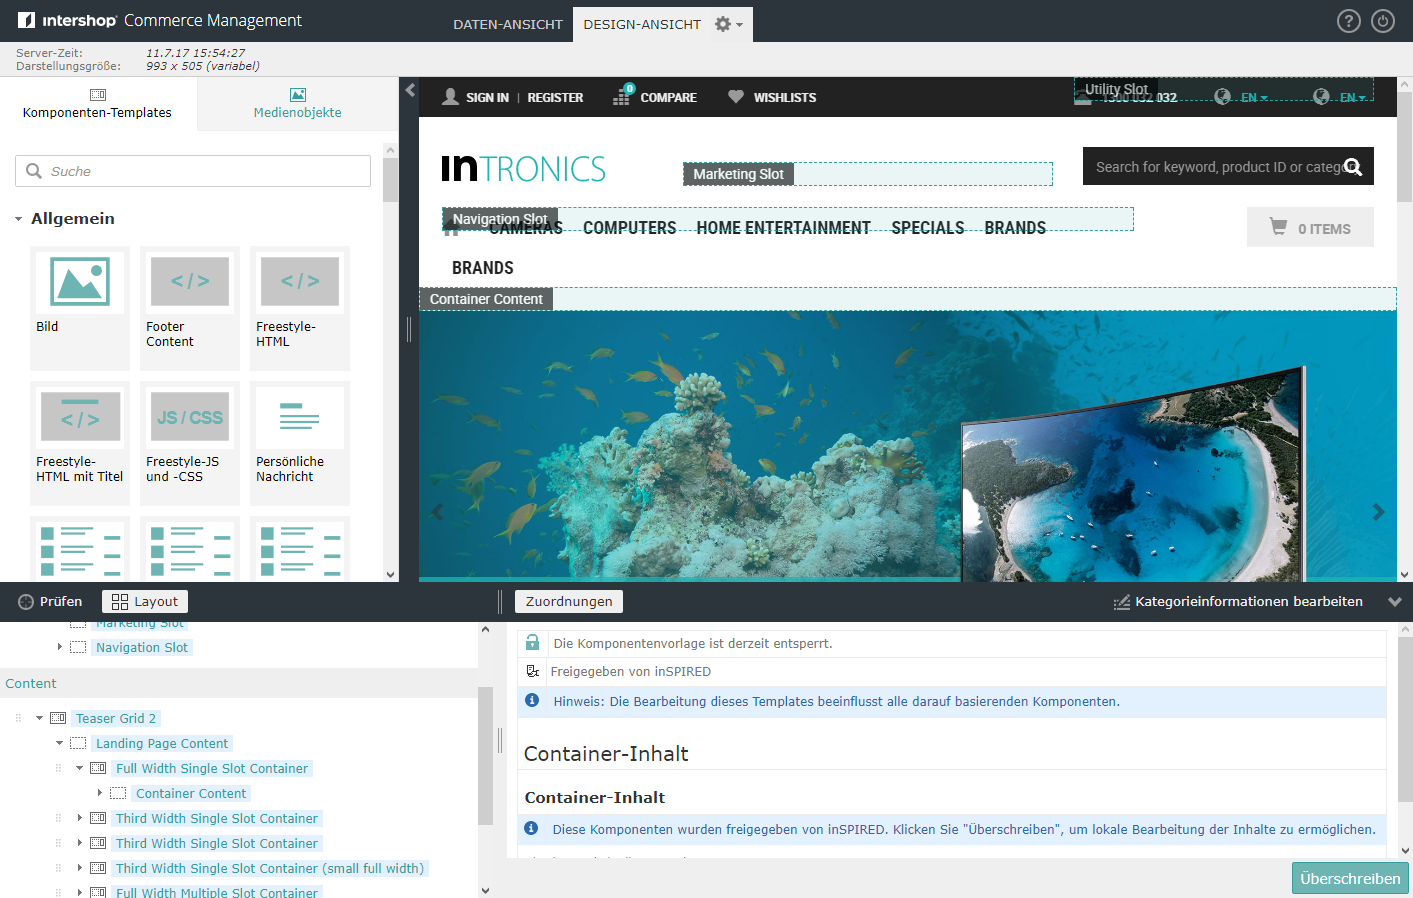 intershop® Commerce Management
DATEN-ANSICHT
DESIGN-ANSICHT
Server-Zeit: 11.7.17 15:54:27
Darstellungsgröße: 993 x 505 (variabel)
Komponenten-Templates
Medienobjekte
Suche
Allgemein
Bild
Footer Content
Freestyle-HTML
</>
</>
Freestyle-HTML mit Titel
</>
JS / CSS
Freestyle-JS und -CSS
Persönliche Nachricht
SIGN IN | REGISTER
0
COMPARE
WISHLISTS
Utility Slot
1300 032 032
EN
EN
inTRONICS
Marketing Slot
Search for keyword, product ID or catego
Navigation Slot
CAMERAS
COMPUTERS
HOME ENTERTAINMENT
SPECIALS
BRANDS
0 ITEMS
BRANDS
Container Content
Prüfen
Layout
Zuordnungen
Kategorieinformationen bearbeiten
Marketing Slot
Navigation Slot
Content
Teaser Grid 2
Landing Page Content
Full Width Single Slot Container
Container Content
Third Width Single Slot Container
Third Width Single Slot Container
Third Width Single Slot Container (small full width)
Full Width Multiple Slot Container
Die Komponentenvorlage ist derzeit entsperrt.
Freigegeben von inSPIRED
Hinweis: Die Bearbeitung dieses Templates beeinflusst alle darauf basierenden Komponenten.
Container-Inhalt
Container-Inhalt
Diese Komponenten wurden freigegeben von inSPIRED. Klicken Sie "Überschreiben", um lokale Bearbeitung der Inhalte zu ermöglichen.
Überschreiben